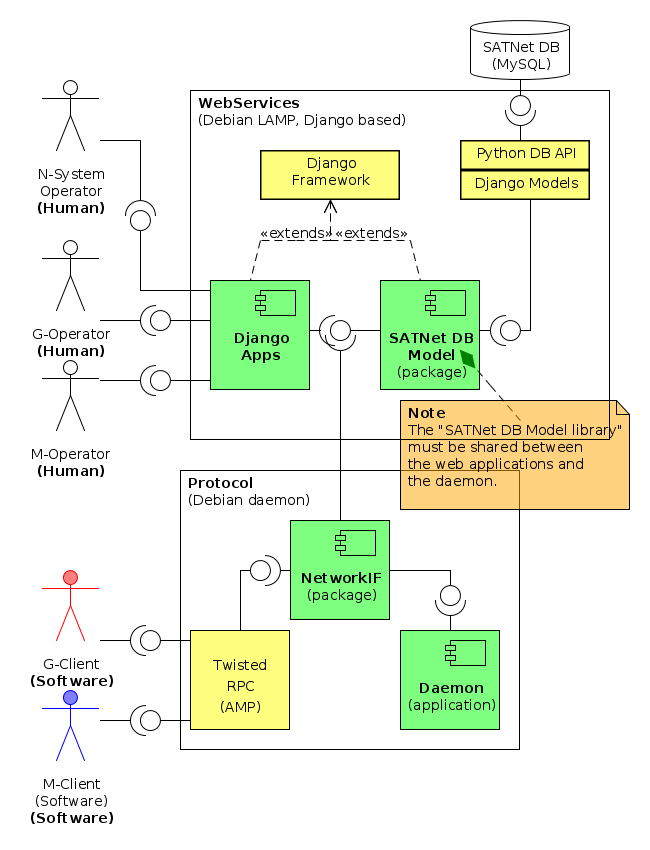 SATNet DB
(MySQL)
WebServices
(Debian LAMP, Django based)
Python DB API
Django Models
Django
Framework
N-System
Operator
(Human)
«extends» «extends»
G-Operator
(Human)
Django
Apps
SATNet DB
Model
(package)
M-Operator
(Human)
Note
The "SATNet DB Model library"
must be shared between
the web applications and
the daemon.
Protocol
(Debian daemon)
NetworkIF
(package)
G-Client
(Software)
Twisted
RPC
(AMP)
Daemon
(application)
M-Client
(Software)
(Software)